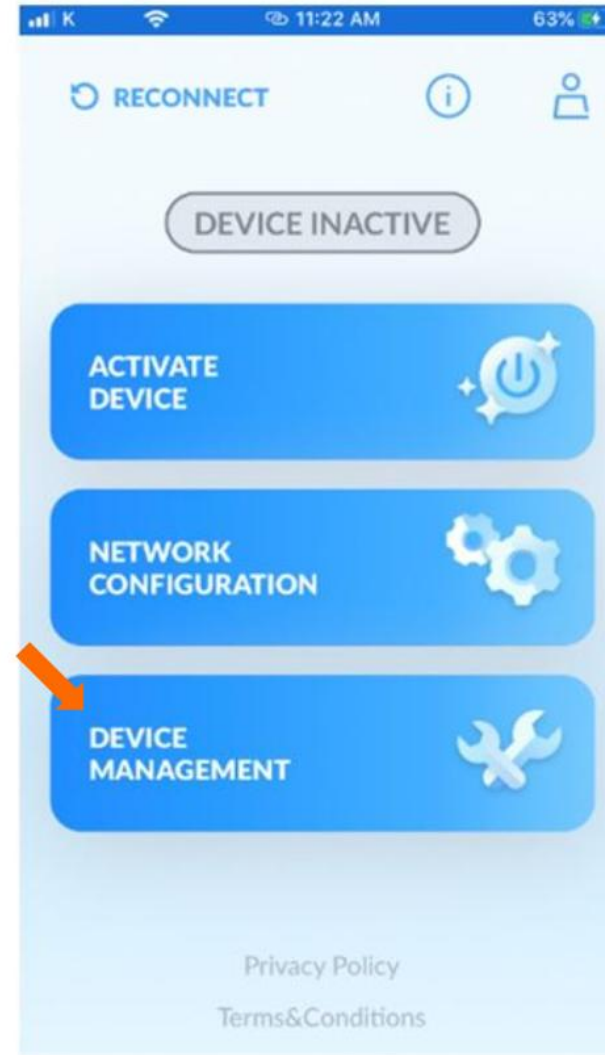 K 11:22 AM 63%
RECONNECT
DEVICE INACTIVE
ACTIVATE
DEVICE
NETWORK
CONFIGURATION
DEVICE
MANAGEMENT
Privacy Policy
Terms&Conditions